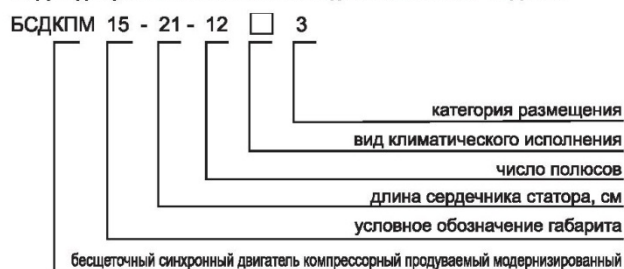 БСДКПМ 15 - 21 - 12 □ 3
категория размещения
вид климатического исполнения
число полюсов
длина сердечника статора, см
условное обозначение габарита
бесщеточный синхронный двигатель компрессорный продуваемый модернизированный